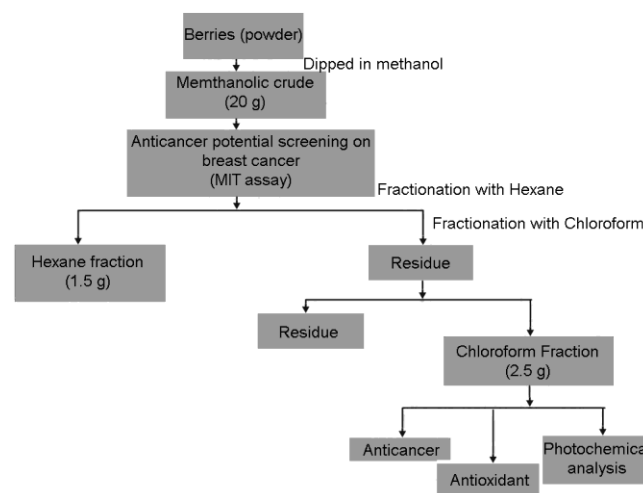 Berries (powder)
Dipped in methanol
Memthanolic crude
(20 g)
Anticancer potential screening on
breast cancer
(MIT assay)
Fractionation with Hexane
Fractionation with Chloroform
Hexane fraction
(1.5 g)
Residue
Residue
Chloroform Fraction
(2.5 g)
Anticancer
Antioxidant
Photochemical
analysis